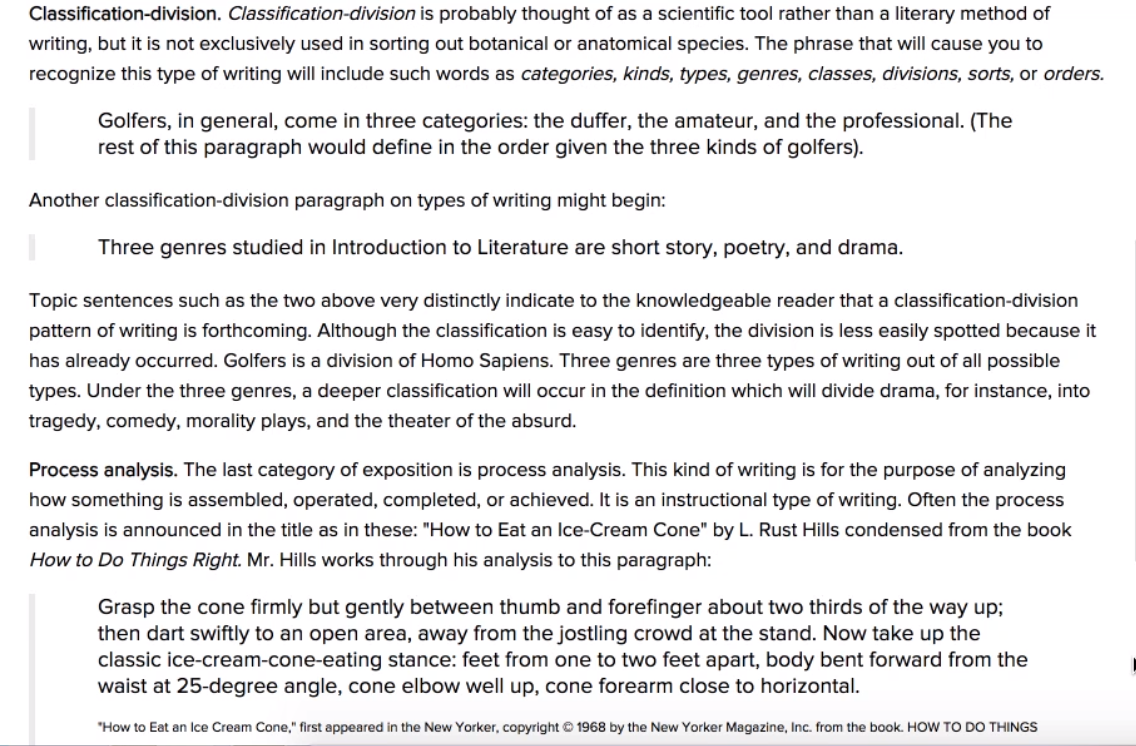 Classification-division. Classification-division is probably thought of as a scientific tool rather than a literary method of
writing, but it is not exclusively used in sorting out botanical or anatomical species. The phrase that will cause you to
recognize this type of writing will include such words as categories, kinds, types, genres, classes, divisions, sorts, or orders.
Golfers, in general, come in three categories: the duffer, the amateur, and the professional. (The
rest of this paragraph would define in the order given the three kinds of golfers).
Another classification-division paragraph on types of writing might begin:
Three genres studied in Introduction to Literature are short story, poetry, and drama.
Topic sentences such as the two above very distinctly indicate to the knowledgeable reader that a classification-division
pattern of writing is forthcoming. Although the classification is easy to identify, the division is less easily spotted because it
has already occurred. Golfers is a division of Homo Sapiens. Three genres are three types of writing out of all possible
types. Under the three genres, a deeper classification will occur in the definition which will divide drama, for instance, into
tragedy, comedy, morality plays, and the theater of the absurd.
Process analysis. The last category of exposition is process analysis. This kind of writing is for the purpose of analyzing
how something is assembled, operated, completed, or achieved. It is an instructional type of writing. Often the process
analysis is announced in the title as in these: "How to Eat an Ice-Cream Cone" by L. Rust Hills condensed from the book
How to Do Things Right. Mr. Hills works through his analysis to this paragraph:
Grasp the cone firmly but gently between thumb and forefinger about two thirds of the way up;
then dart swiftly to an open area, away from the jostling crowd at the stand. Now take up the
classic ice-cream-cone-eating stance: feet from one to two feet apart, body bent forward from the
waist at 25-degree angle, cone elbow well up, cone forearm close to horizontal.
"How to Eat an Ice Cream Cone," first appeared in the New Yorker, copyright © 1968 by the New Yorker Magazine, Inc. from the book. HOW TO DO THINGS